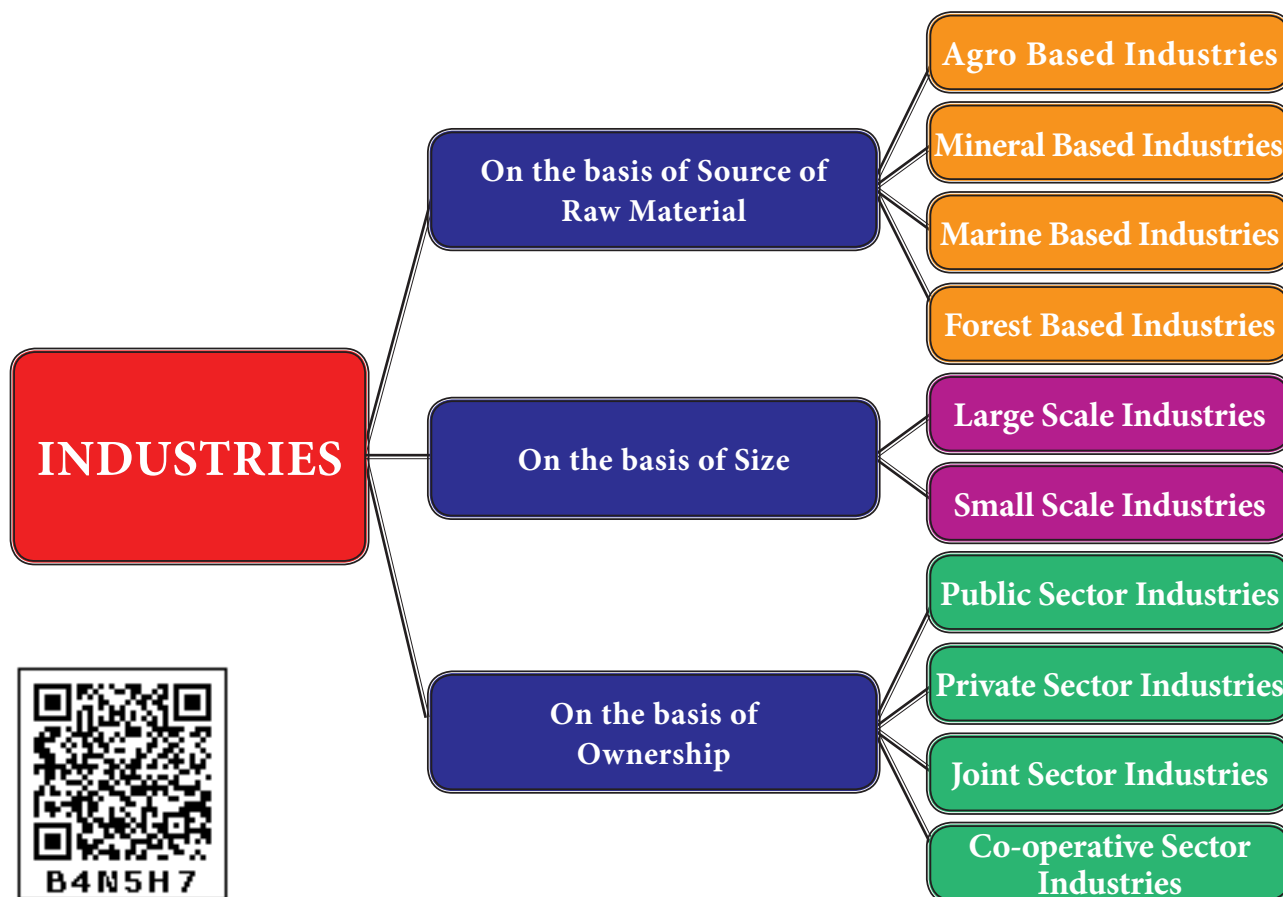 INDUSTRIES
On the basis of Source of
Raw Material
Agro Based Industries
Mineral Based Industries
Marine Based Industries
Forest Based Industries
On the basis of Size
Large Scale Industries
Small Scale Industries
On the basis of
Ownership
Public Sector Industries
Private Sector Industries
Joint Sector Industries
Co-operative Sector
Industries
B4N5H7